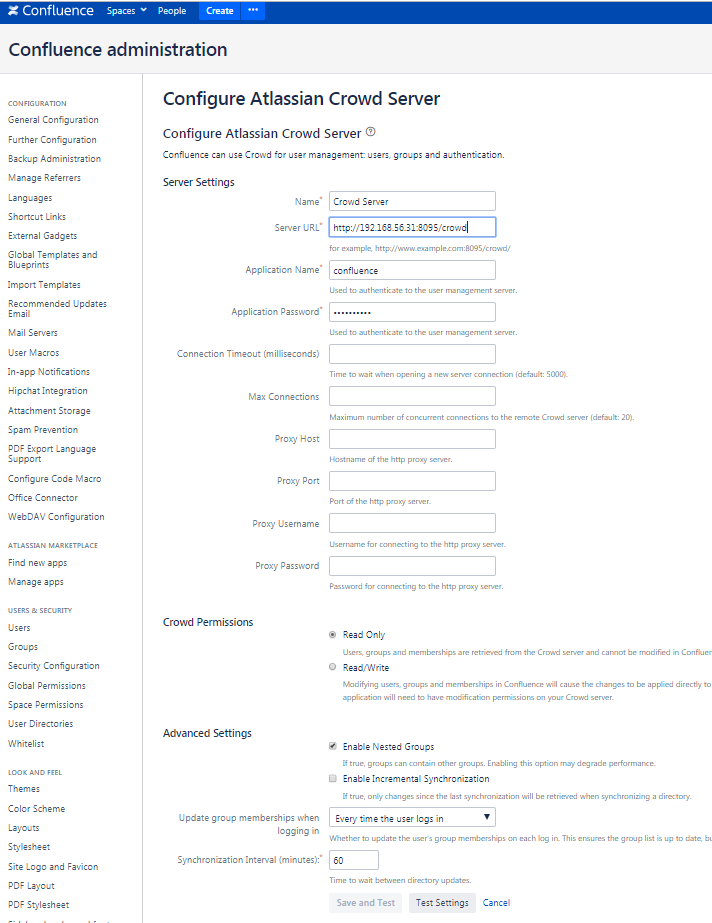 Confluence Spaces People Create ···
Confluence administration
CONFIGURATION
General Configuration
Further Configuration
Backup Administration
Manage Referrers
Languages
Shortcut Links
External Gadgets
Global Templates and
Blueprints
Import Templates
Recommended Updates
Email
Mail Servers
User Macros
In-app Notifications
Hipchat Integration
Attachment Storage
Spam Prevention
PDF Export Language
Support
Configure Code Macro
Office Connector
WebDAV Configuration
ATLASSIAN MARKETPLACE
Find new apps
Manage apps
USERS & SECURITY
Users
Groups
Security Configuration
Global Permissions
Space Permissions
User Directories
Whitelist
LOOK AND FEEL
Themes
Color Scheme
Layouts
Stylesheet
Site Logo and Favicon
PDF Layout
PDF Stylesheet
Configure Atlassian Crowd Server
Configure Atlassian Crowd Server ?
Confluence can use Crowd for user management: users, groups and authentication.
Server Settings
Name* Crowd Server
Server URL* http://192.168.56.31:8095/crowd
for example, http://www.example.com:8095/crowd/
Application Name* confluence
Used to authenticate to the user management server.
Application Password* ••••••••••
Used to authenticate to the user management server.
Connection Timeout (milliseconds)
Time to wait when opening a new server connection (default: 5000).
Max Connections
Maximum number of concurrent connections to the remote Crowd server (default: 20).
Proxy Host
Hostname of the http proxy server.
Proxy Port
Port of the http proxy server.
Proxy Username
Username for connecting to the http proxy server.
Proxy Password
Password for connecting to the http proxy server.
Crowd Permissions
Read Only
Users, groups and memberships are retrieved from the Crowd server and cannot be modified in Confluen
Read/Write
Modifying users, groups and memberships in Confluence will cause the changes to be applied directly to
application will need to have modification permissions on your Crowd server.
Advanced Settings
Enable Nested Groups
If true, groups can contain other groups. Enabling this option may degrade performance.
Enable Incremental Synchronization
If true, only changes since the last synchronization will be retrieved when synchronizing a directory.
Update group memberships when
logging in
Every time the user logs in
Whether to update the user's group memberships on each log in. This ensures the group list is up to date, bu
Synchronization Interval (minutes):* 60
Time to wait between directory updates.
Save and Test Test Settings Cancel